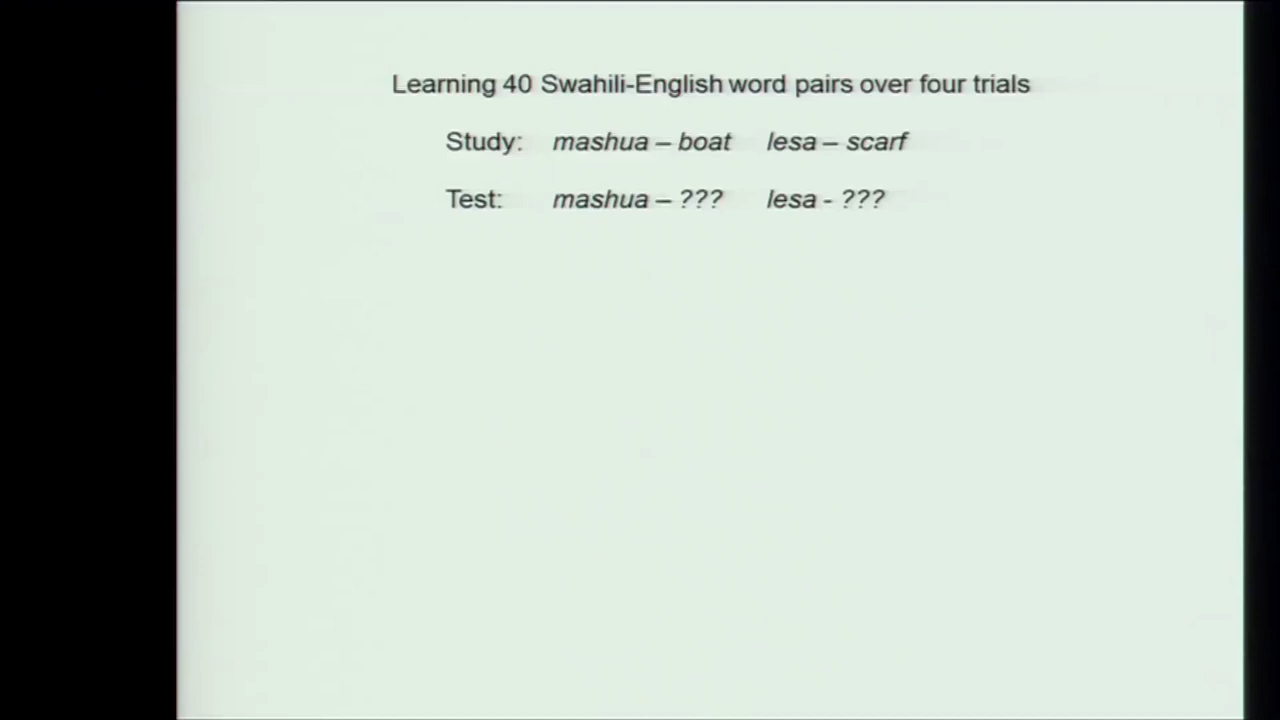 Learning 40 Swahili-English word pairs over four trials
Study: mashua – boat lesa – scarf
Test: mashua – ??? lesa - ???